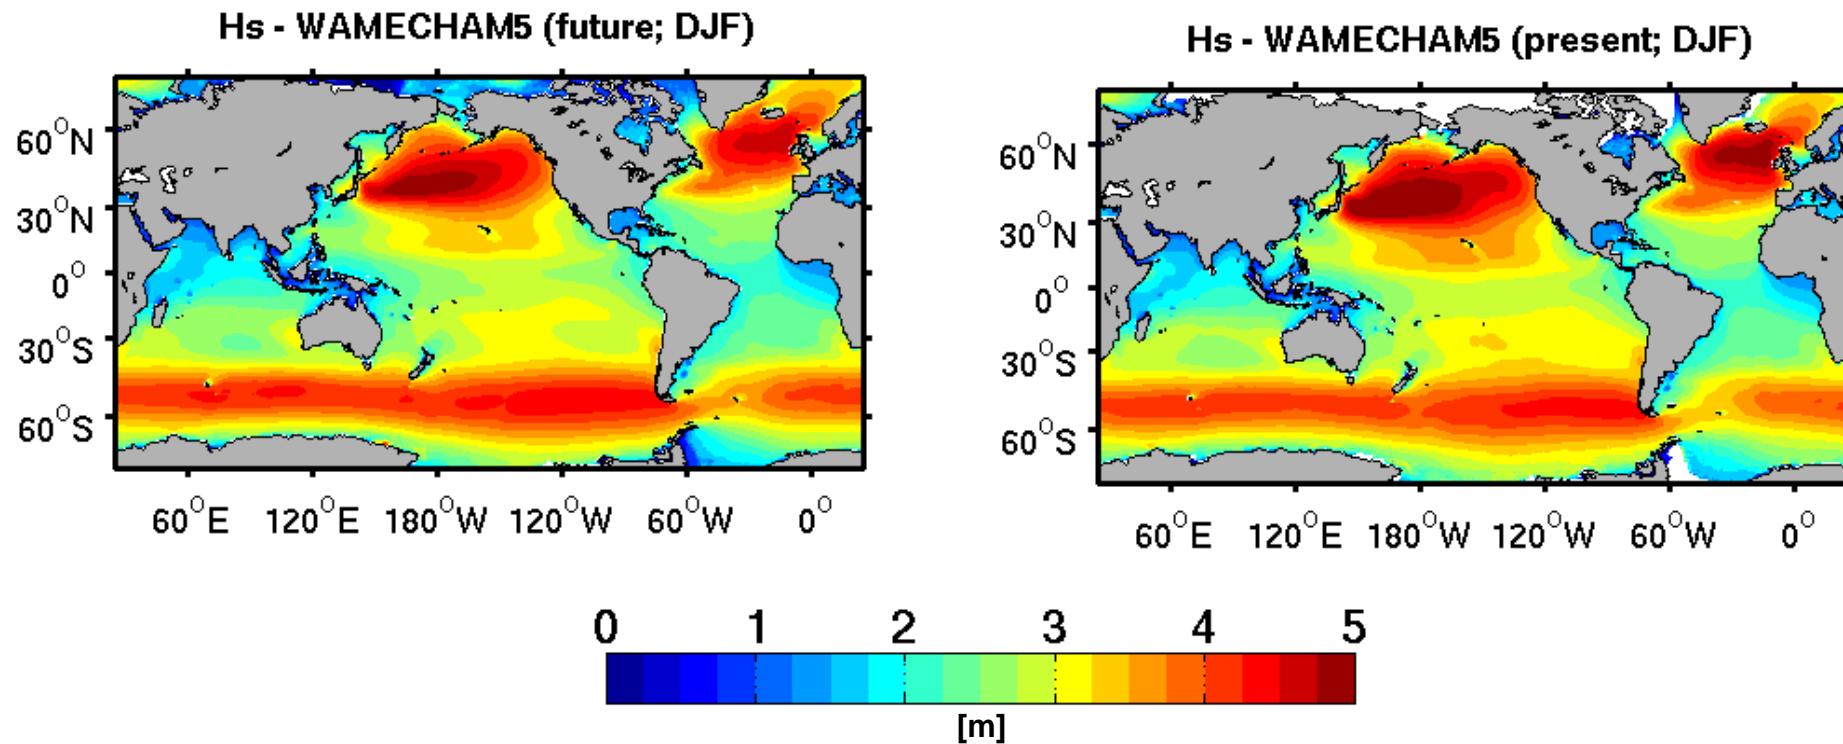 Hs - WAMECHAM5 (future; DJF)
60°N
30°N
0°
30°S
60°S
60°E 120°E 180°W 120°W 60°W 0°
Hs - WAMECHAM5 (present; DJF)
60°N
30°N
0°
30°S
60°S
60°E 120°E 180°W 120°W 60°W 0°
0 1 2 3 4 5
[m]